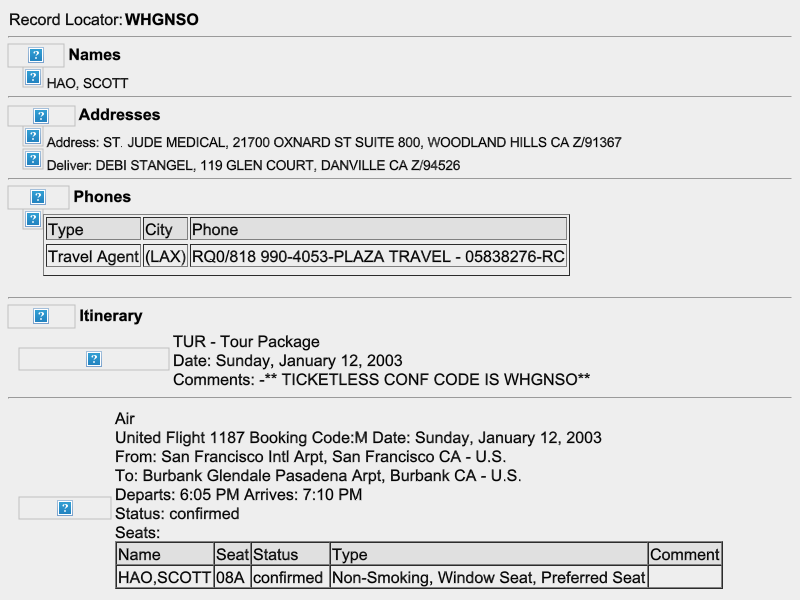 Record Locator: WHGNSO
Names
HAO, SCOTT
Addresses
Address: ST. JUDE MEDICAL, 21700 OXNARD ST SUITE 800, WOODLAND HILLS CA Z/91367
Deliver: DEBI STANGEL, 119 GLEN COURT, DANVILLE CA Z/94526
Phones
Type City Phone
Travel Agent (LAX) RQ0/818 990-4053-PLAZA TRAVEL - 05838276-RC
Itinerary
TUR - Tour Package
Date: Sunday, January 12, 2003
Comments: -** TICKETLESS CONF CODE IS WHGNSO**
Air
United Flight 1187 Booking Code:M Date: Sunday, January 12, 2003
From: San Francisco Intl Arpt, San Francisco CA - U.S.
To: Burbank Glendale Pasadena Arpt, Burbank CA - U.S.
Departs: 6:05 PM Arrives: 7:10 PM
Status: confirmed
Seats:
Name Seat Status Type Comment
HAO,SCOTT 08A confirmed Non-Smoking, Window Seat, Preferred Seat